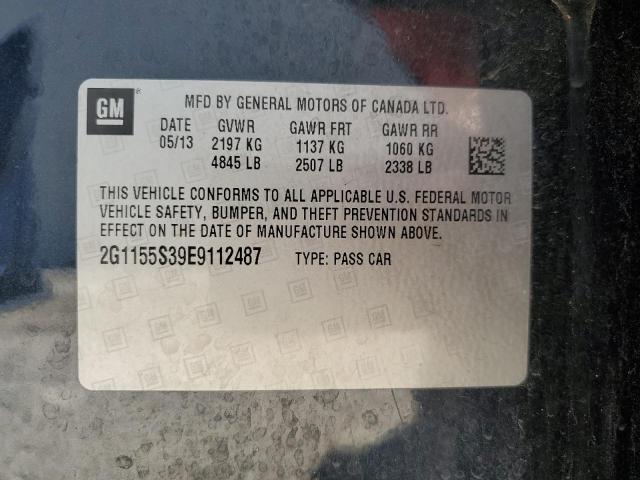 GM ®
MFD BY GENERAL MOTORS OF CANADA LTD.
DATE GVWR GAWR FRT GAWR RR
05/13 2197 KG 1137 KG 1060 KG
4845 LB 2507 LB 2338 LB
THIS VEHICLE CONFORMS TO ALL APPLICABLE U.S. FEDERAL MOTOR
VEHICLE SAFETY, BUMPER, AND THEFT PREVENTION STANDARDS IN
EFFECT ON THE DATE OF MANUFACTURE SHOWN ABOVE.
2G1155S39E9112487 TYPE: PASS CAR